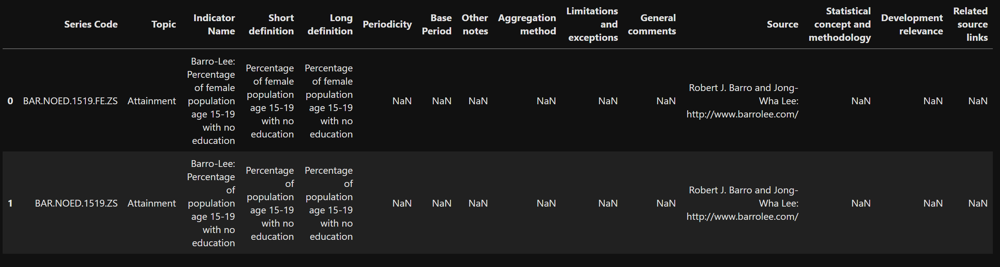 Series Code
Topic
Indicator
Name
Short
definition
Long
definition
Periodicity
Base
Period
Other
notes
Aggregation
method
Limitations
and
exceptions
General
comments
Source
Statistical
concept and
methodology
Development
relevance
Related
source
links
0
BAR.NOED.1519.FE.ZS
Attainment
Barro-Lee:
Percentage
of female
population
age 15-19
with no
education
Percentage
of female
population
age 15-19
with no
education
Percentage
of female
population
age 15-19
with no
education
NaN
NaN
NaN
NaN
NaN
NaN
Robert J. Barro and Jong-
Wha Lee:
http://www.barrolee.com/
NaN
NaN
NaN
1
BAR.NOED.1519.ZS
Attainment
Barro-Lee:
Percentage
of
population
age 15-19
with no
education
Percentage
of
population
age 15-19
with no
education
Percentage
of
population
age 15-19
with no
education
NaN
NaN
NaN
NaN
NaN
NaN
Robert J. Barro and Jong-
Wha Lee:
http://www.barrolee.com/
NaN
NaN
NaN